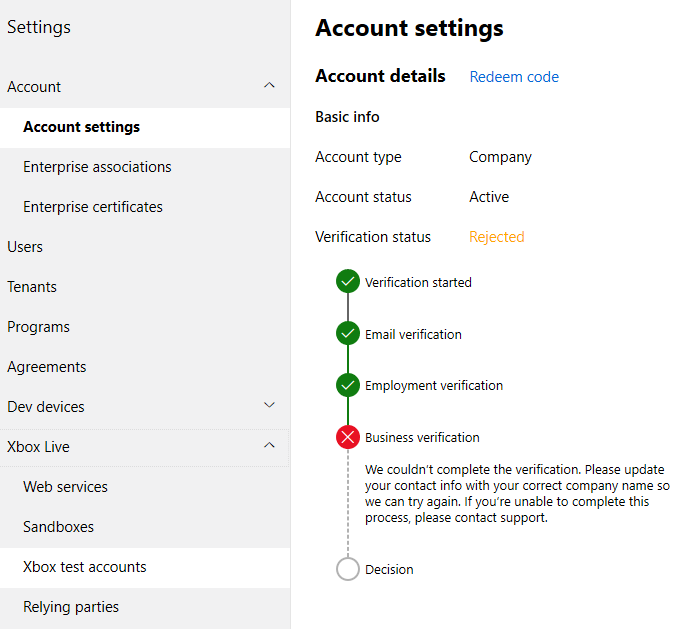 Settings
Account
Account settings
Enterprise associations
Enterprise certificates
Users
Tenants
Programs
Agreements
Dev devices
Xbox Live
Web services
Sandboxes
Xbox test accounts
Relying parties
Account settings
Account details Redeem code
Basic info
Account type Company
Account status Active
Verification status Rejected
Verification started
Email verification
Employment verification
Business verification
We couldn't complete the verification. Please update
your contact info with your correct company name so
we can try again. If you're unable to complete this
process, please contact support.
Decision